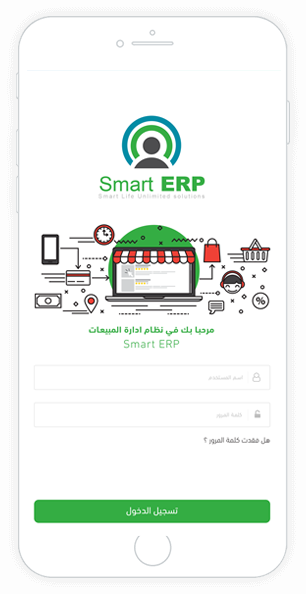 Smart ERP
Smart Life Unlimited solutions
مرحبا بك في نظام ادارة المبيعات
Smart ERP
اسم المستخدم
كلمة المرور
هل فقدت كلمة المرور ؟
تسجيل الدخول